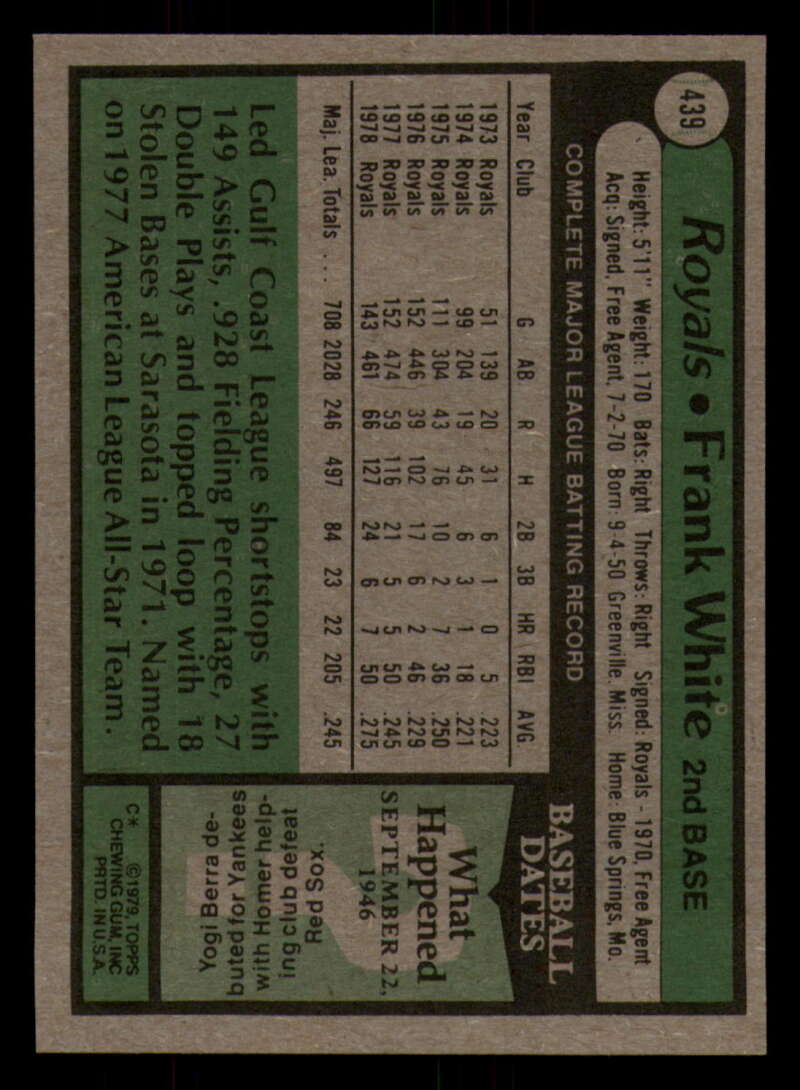 439
Royals • Frank White 2nd BASE
Height: 5'11" Weight: 170 Bats: Right Throws: Right Signed: Royals - 1970, Free Agent
Acq: Signed, Free Agent, 7-2-70 Born: 9-4-50 Greenville, Miss. Home: Blue Springs, Mo.
COMPLETE MAJOR LEAGUE BATTING RECORD
Year Club G AB R H 2B 3B HR RBI AVG
1973 Royals 51 139 20 31 6 1 0 5 .223
1974 Royals 99 204 19 45 6 3 1 18 .221
1975 Royals 111 304 43 76 10 2 7 36 .250
1976 Royals 152 446 39 102 17 6 2 46 .229
1977 Royals 152 474 59 116 21 5 5 50 .245
1978 Royals 143 461 66 127 24 6 7 50 .275
Maj. Lea. Totals ... 708 2028 246 497 84 23 22 205 .245
Led Gulf Coast League shortstops with
149 Assists, .928 Fielding Percentage, 27
Double Plays and topped loop with 18
Stolen Bases at Sarasota in 1971. Named
on 1977 American League All-Star Team.
BASEBALL
DATES
What
Happened
SEPTEMBER 22,
1946
Yogi Berra de-
buted for Yankees
with Homer help-
ing club defeat
Red Sox.
C* ©1979, TOPPS
CHEWING GUM, INC
PRTD. IN U.S.A.